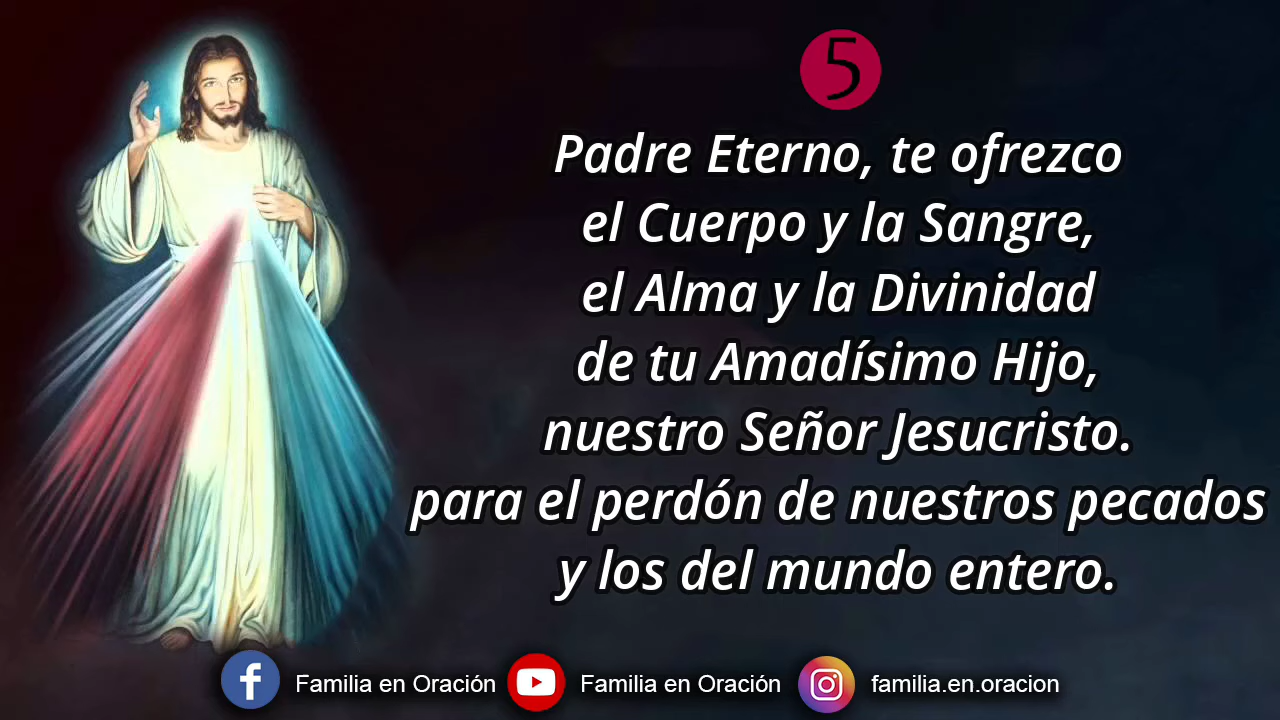 5
Padre Eterno, te ofrezco
el Cuerpo y la Sangre,
el Alma y la Divinidad
de tu Amadísimo Hijo,
nuestro Señor Jesucristo.
para el perdón de nuestros pecados
y los del mundo entero.
Familia en Oración Familia en Oración familia.en.oracion